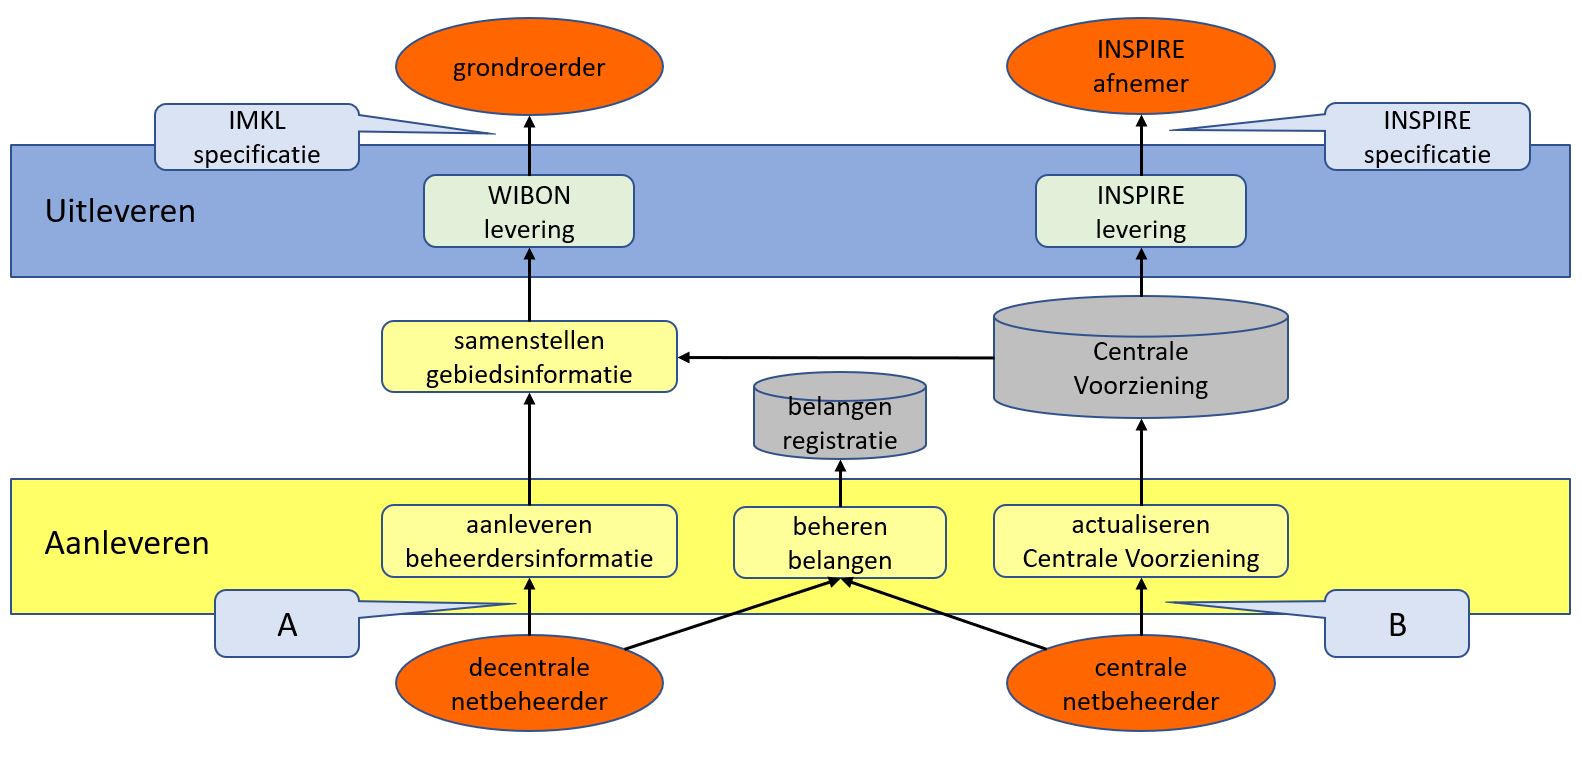 grondroerder
INSPIRE
afnemer
IMKL
specificatie
INSPIRE
specificatie
Uitleveren
WIBON
levering
INSPIRE
levering
samenstellen
gebiedsinformatie
Centrale
Voorziening
belangen
registratie
Aanleveren
aanleveren
beheerdersinformatie
beheren
belangen
actualiseren
Centrale Voorziening
A
B
decentrale
netbeheerder
centrale
netbeheerder